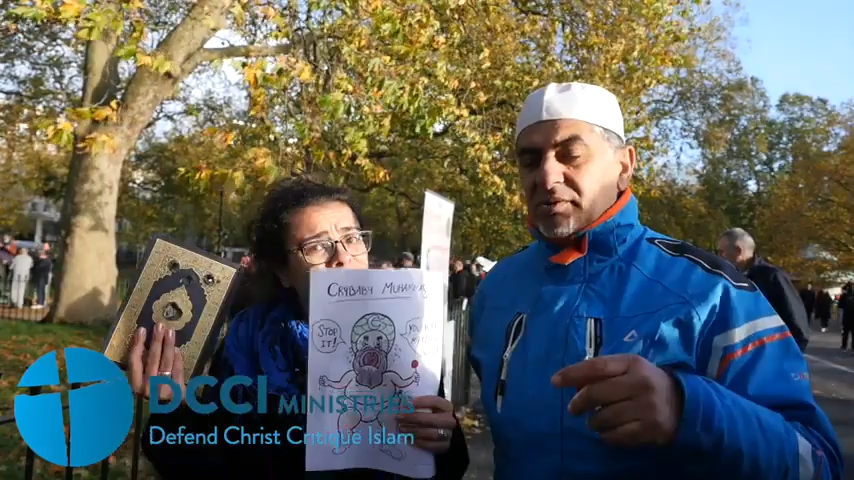 CRYBABY MUHAMMAD
STOP IT!
DCCI MINISTRIES
Defend Christ Critique Islam